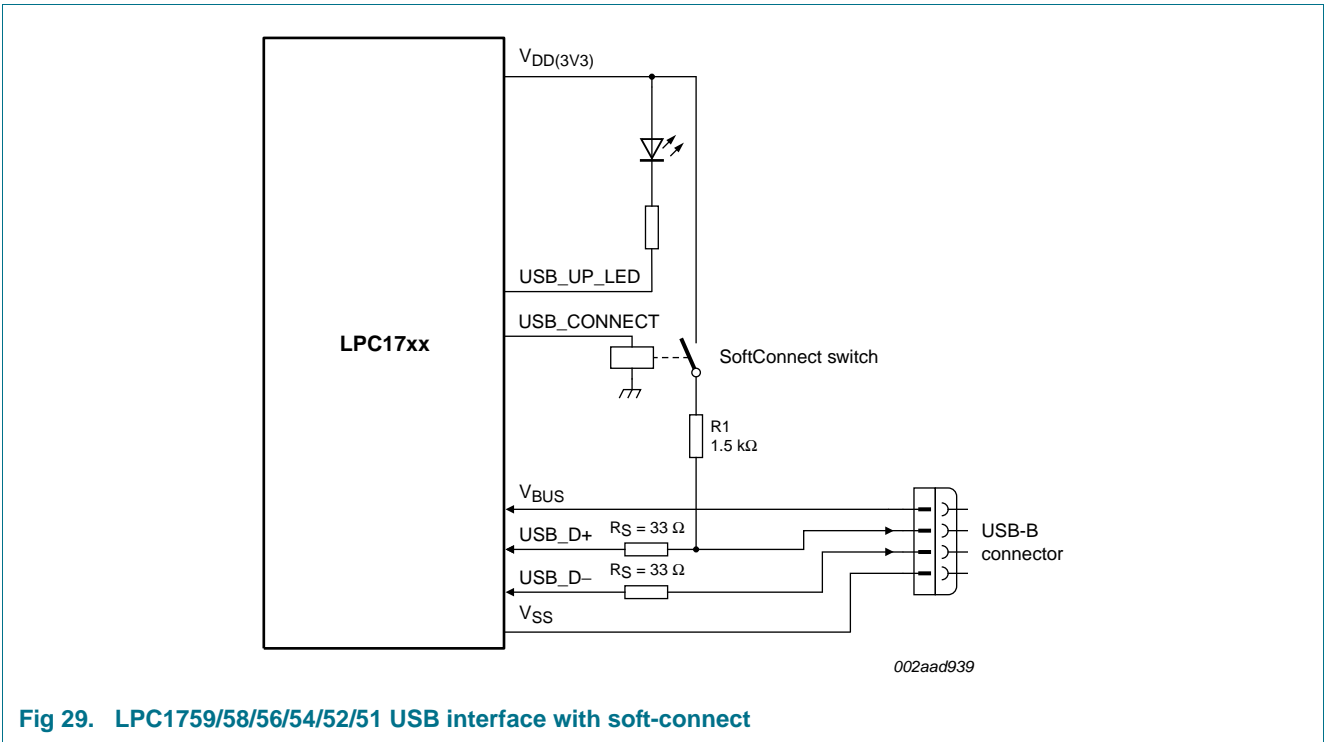 VDD(3V3)
USB_UP_LED
USB_CONNECT
LPC17xx
SoftConnect switch
R1
1.5 kΩ
VBUS
USB_D+
RS = 33 Ω
USB-B
connector
USB_D−
RS = 33 Ω
VSS
002aad939
Fig 29. LPC1759/58/56/54/52/51 USB interface with soft-connect